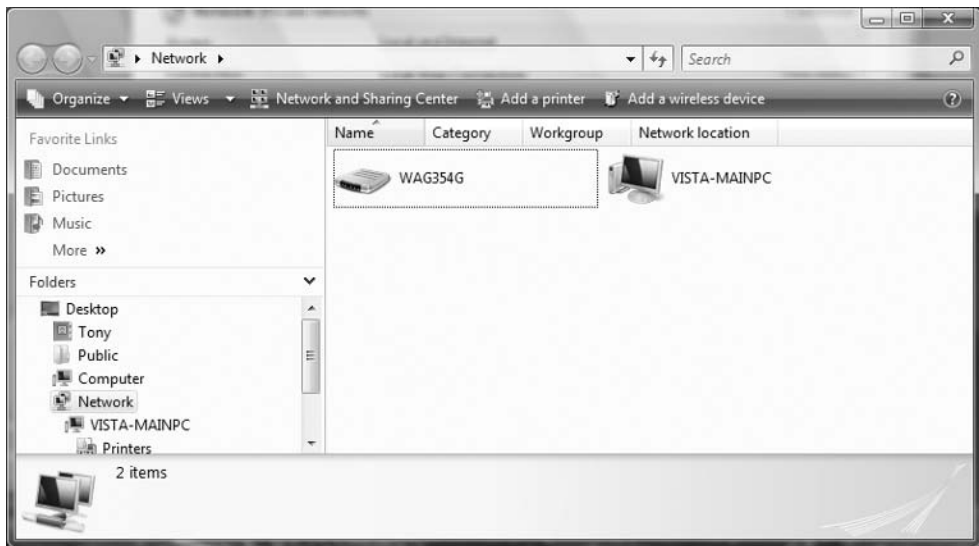 Network
Search
Organize Views Network and Sharing Center Add a printer Add a wireless device
Favorite Links
Documents
Pictures
Music
More »
Folders
Desktop
Tony
Public
Computer
Network
VISTA-MAINPC
Printers
Name Category Workgroup Network location
WAG354G VISTA-MAINPC
2 items